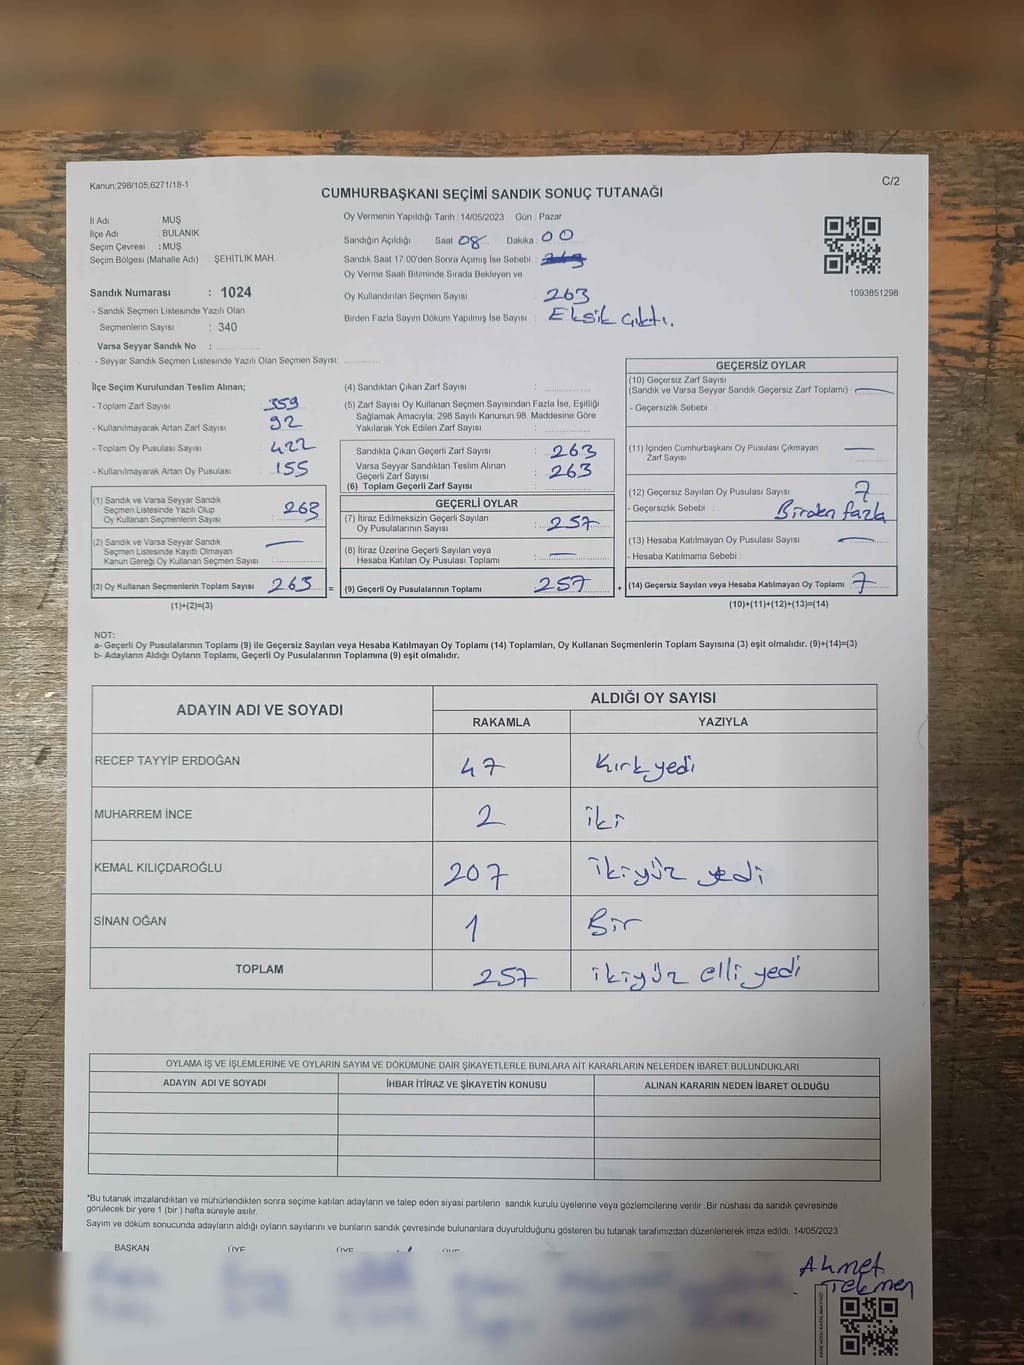 Kanun;298/105,6271/18-1
C/2
CUMHURBAŞKANI SEÇİMİ SANDIK SONUÇ TUTANAĞI
İl Adı MUŞ
İlçe Adı : BULANIK
Seçim Çevresi : MUŞ
Seçim Bölgesi (Mahalle Adı) : ŞEHİTLİK MAH.
Sandık Numarası : 1024
- Sandık Seçmen Listesinde Yazılı Olan
Seçmenlerin Sayısı : 340
Varsa Seyyar Sandık No :
- Seyyar Sandık Seçmen Listesinde Yazılı Olan Seçmen Sayısı:
Oy Vermenin Yapıldığı Tarih : 14/05/2023 Gün : Pazar
Sandığın Açıldığı Saat 08 Dakika : 00
Sandık Saat 17.00'den Sonra Açımış İse Sebebi :
Oy Verme Saati Bitiminde Sırada Bekleyen ve
Oy Kullandırılan Seçmen Sayısı 263
Birden Fazla Sayım Döküm Yapılmış İse Sayısı : Eksik çıktı.
1093851298
İlçe Seçim Kurulundan Teslim Alınan;
- Toplam Zarf Sayısı 359
- Kullanılmayarak Artan Zarf Sayısı 92
- Toplam Oy Pusulası Sayısı 422
- Kullanılmayarak Artan Oy Pusulası 155
(1) Sandık ve Varsa Seyyar Sandık
Seçmen Listesinde Yazılı Olup
Oy Kullanan Seçmenlerin Sayısı 263
(2) Sandık ve Varsa Seyyar Sandık
Seçmen Listesinde Kayıtlı Olmayan
Kanun Gereği Oy Kullanan Seçmen Sayısı : —
(3) Oy Kullanan Seçmenlerin Toplam Sayısı 263 =
(1)+(2)=(3)
(4) Sandıktan Çıkan Zarf Sayısı :
(5) Zarf Sayısı Oy Kullanan Seçmen Sayısından Fazla İse, Eşitliği
Sağlamak Amacıyla, 298 Sayılı Kanunun 98. Maddesine Göre
Yakılarak Yok Edilen Zarf Sayısı :
Sandıkta Çıkan Geçerli Zarf Sayısı : 263
Varsa Seyyar Sandıktan Teslim Alınan
Geçerli Zarf Sayısı : 263
(6) Toplam Geçerli Zarf Sayısı :
GEÇERLİ OYLAR
(7) İtiraz Edilmeksizin Geçerli Sayılan
Oy Pusulalarının Sayısı : 257
(8) İtiraz Üzerine Geçerli Sayılan veya
Hesaba Katılan Oy Pusulası Toplamı : —
(9) Geçerli Oy Pusulalarının Toplamı 257 +
GEÇERSİZ OYLAR
(10) Geçersiz Zarf Sayısı
(Sandık ve Varsa Seyyar Sandık Geçersiz Zarf Toplamı) : —
- Geçersizlik Sebebi
(11) İçinden Cumhurbaşkanı Oy Pusulası Çıkmayan
Zarf Sayısı —
(12) Geçersiz Sayılan Oy Pusulası Sayısı 7
- Geçersizlik Sebebi : Birden fazla
(13) Hesaba Katılmayan Oy Pusulası Sayısı : —
- Hesaba Katılmama Sebebi :
(14) Geçersiz Sayılan veya Hesaba Katılmayan Oy Toplamı 7
(10)+(11)+(12)+(13)=(14)
NOT:
a- Geçerli Oy Pusulalarının Toplamı (9) ile Geçersiz Sayılan veya Hesaba Katılmayan Oy Toplamı (14) Toplamları, Oy Kullanan Seçmenlerin Toplam Sayısına (3) eşit olmalıdır. (9)+(14)=(3)
b- Adayların Aldığı Oyların Toplamı, Geçerli Oy Pusulalarının Toplamına (9) eşit olmalıdır.
ADAYIN ADI VE SOYADI ALDIĞI OY SAYISI
RAKAMLA YAZIYLA
RECEP TAYYİP ERDOĞAN 47 Kırkyedi
MUHARREM İNCE 2 iki
KEMAL KILIÇDAROĞLU 207 ikiyüz yedi
SİNAN OĞAN 1 Bir
TOPLAM 257 ikiyüz elli yedi
OYLAMA İŞ VE İŞLEMLERİNE VE OYLARIN SAYIM VE DÖKÜMÜNE DAİR ŞİKAYETLERLE BUNLARA AİT KARARLARIN NELERDEN İBARET BULUNDUKLARI
ADAYIN ADI VE SOYADI İHBAR İTİRAZ VE ŞİKAYETİN KONUSU ALINAN KARARIN NEDEN İBARET OLDUĞU
*Bu tutanak imzalandıktan ve mühürlendikten sonra seçime katılan adayların ve talep eden siyasi partilerin sandık kurulu üyelerine veya gözlemcilerine verilir .Bir nüshası da sandık çevresinde
görülecek bir yere 1 (bir ) hafta süreyle asılır.
Sayım ve döküm sonucunda adayların aldığı oyların sayılarını ve bunların sandık çevresinde bulunanlara duyurulduğunu gösteren bu tutanak tarafımızdan düzenlenerek imza edildi. 14/05/2023
BAŞKAN ÜYE ÜYE ÜYE
Ahmet
Tekmen